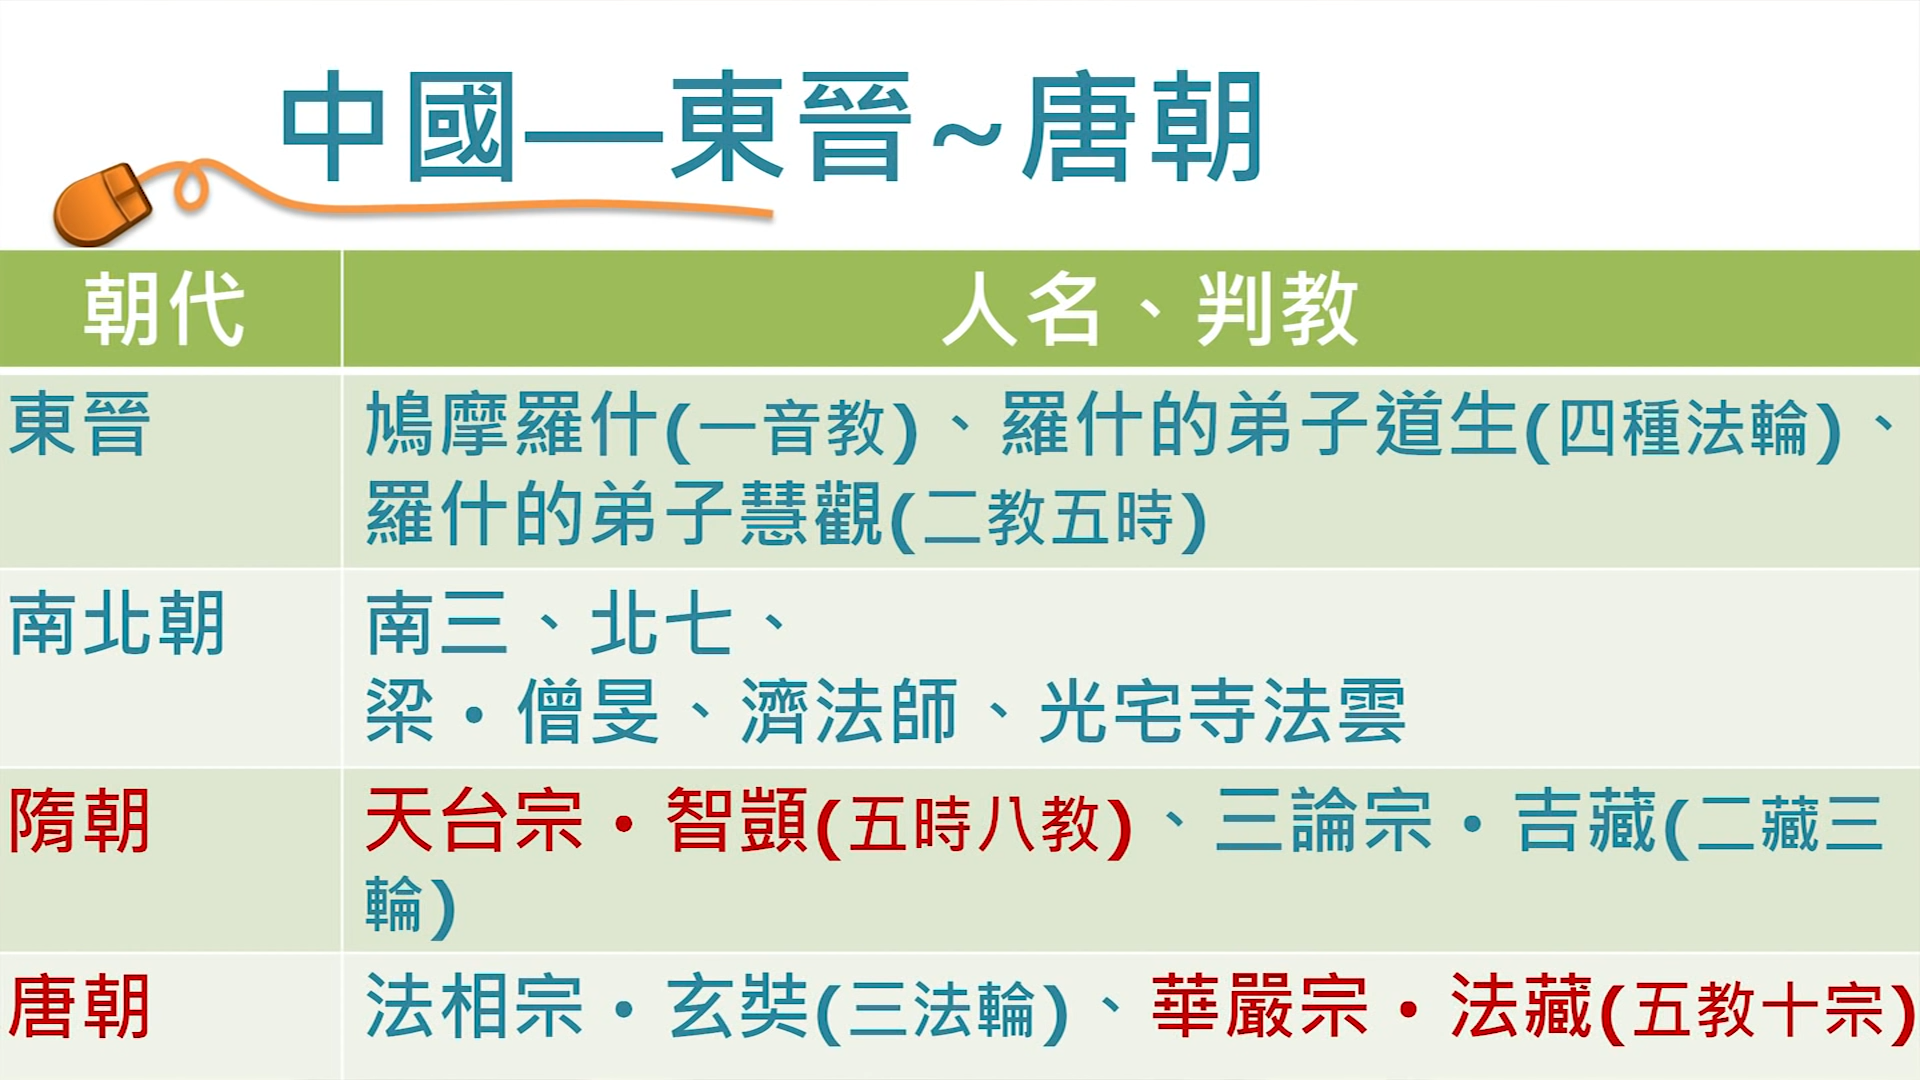 中國—東晉~唐朝
朝代
人名、判教
東晉
鳩摩羅什(一音教)、羅什的弟子道生(四種法輪)、
羅什的弟子慧觀(二教五時)
南北朝
南三、北七、
梁・僧旻、濟法師、光宅寺法雲
隋朝
天台宗・智顗(五時八教)、三論宗・吉藏(二藏三
輪)
唐朝
法相宗・玄奘(三法輪)、華嚴宗・法藏(五教十宗)